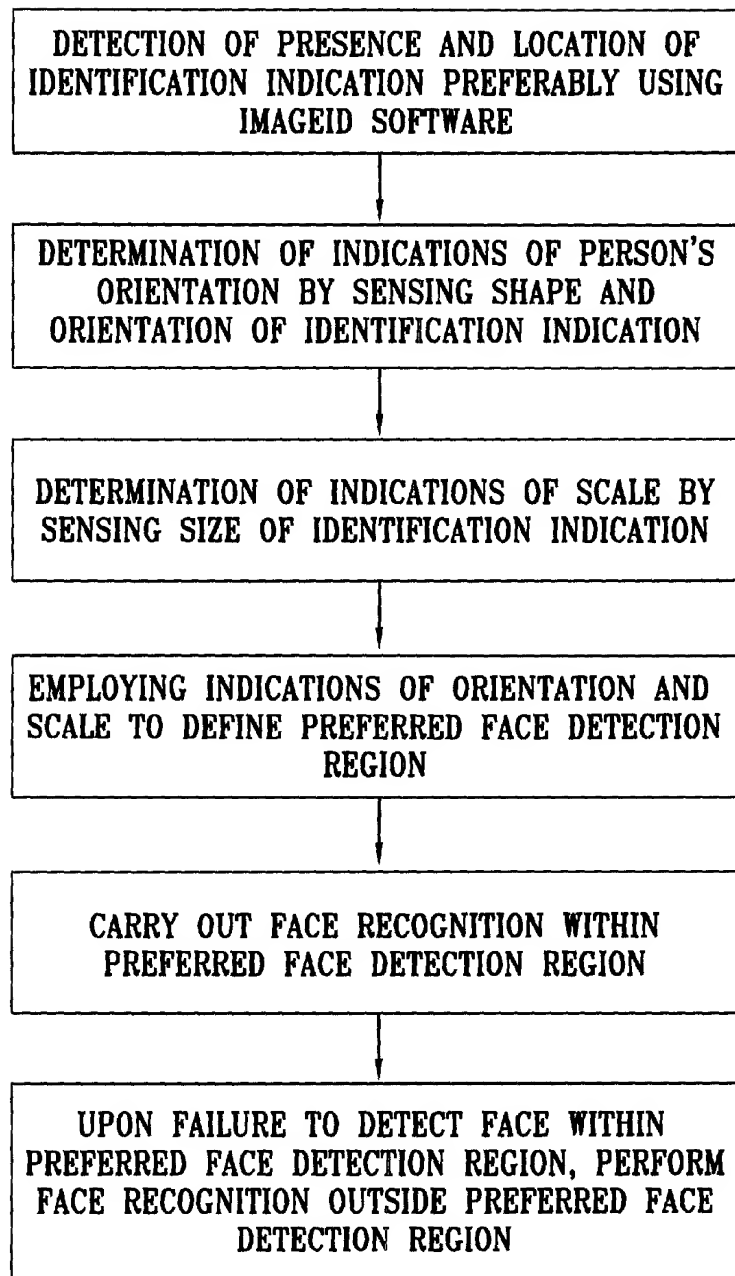 DETECTION OF PRESENCE AND LOCATION OF
IDENTIFICATION INDICATION PREFERABLY USING
IMAGEID SOFTWARE
DETERMINATION OF INDICATIONS OF PERSON'S
ORIENTATION BY SENSING SHAPE AND
ORIENTATION OF IDENTIFICATION INDICATION
DETERMINATION OF INDICATIONS OF SCALE BY
SENSING SIZE OF IDENTIFICATION INDICATION
EMPLOYING INDICATIONS OF ORIENTATION AND
SCALE TO DEFINE PREFERRED FACE DETECTION
REGION
CARRY OUT FACE RECOGNITION WITHIN
PREFERRED FACE DETECTION REGION
UPON FAILURE TO DETECT FACE WITHIN
PREFERRED FACE DETECTION REGION, PERFORM
FACE RECOGNITION OUTSIDE PREFERRED FACE
DETECTION REGION